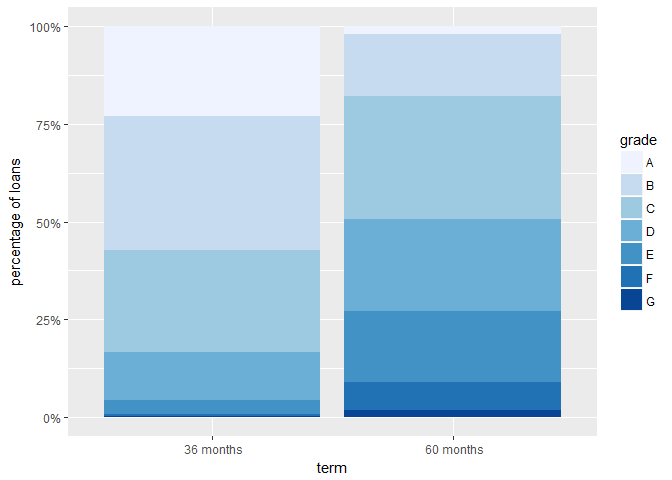 100%
75%
50%
25%
0%
percentage of loans
36 months
60 months
term
grade
A
B
C
D
E
F
G